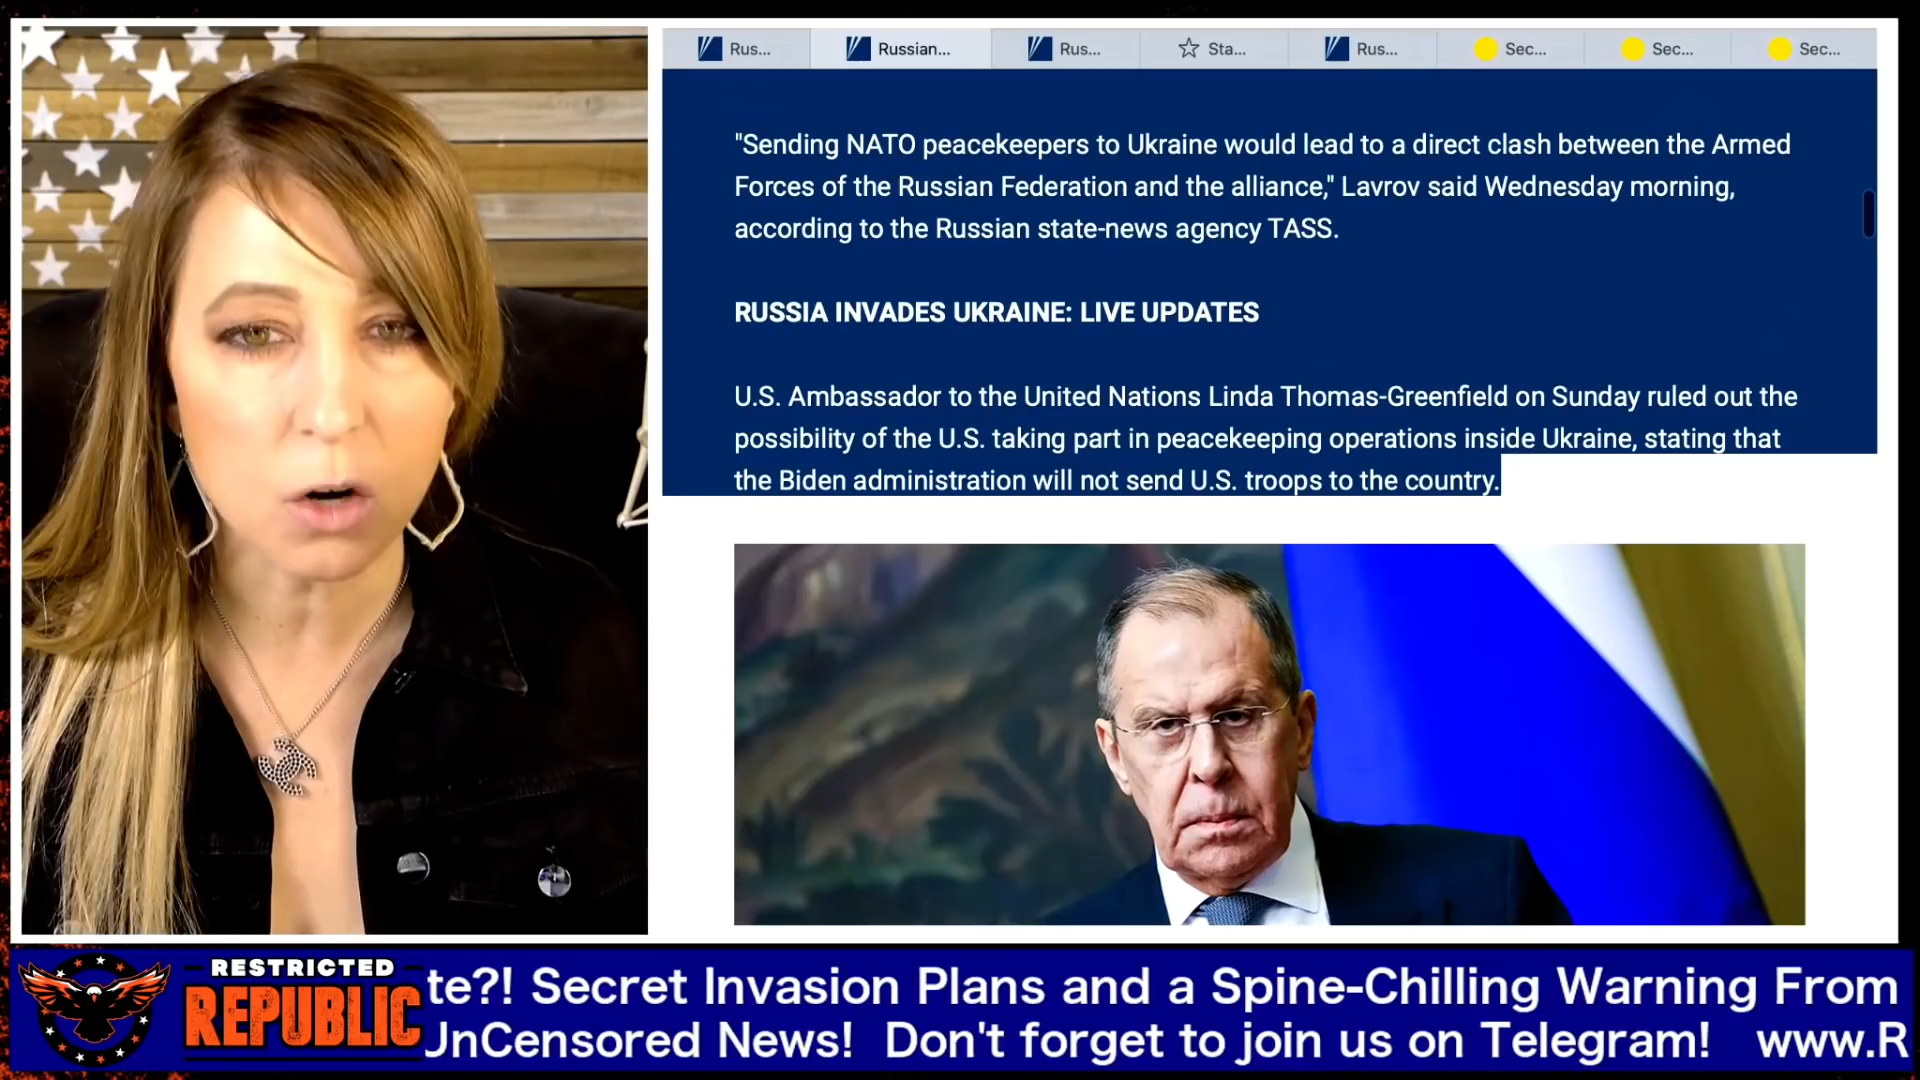 Rus...
Russian...
Rus...
Sta...
Rus...
Sec...
Sec...
Sec...
"Sending NATO peacekeepers to Ukraine would lead to a direct clash between the Armed
Forces of the Russian Federation and the alliance," Lavrov said Wednesday morning,
according to the Russian state-news agency TASS.
RUSSIA INVADES UKRAINE: LIVE UPDATES
U.S. Ambassador to the United Nations Linda Thomas-Greenfield on Sunday ruled out the
possibility of the U.S. taking part in peacekeeping operations inside Ukraine, stating that
the Biden administration will not send U.S. troops to the country.
RESTRICTED
REPUBLIC
te?! Secret Invasion Plans and a Spine-Chilling Warning From
UnCensored News! Don't forget to join us on Telegram! www.R